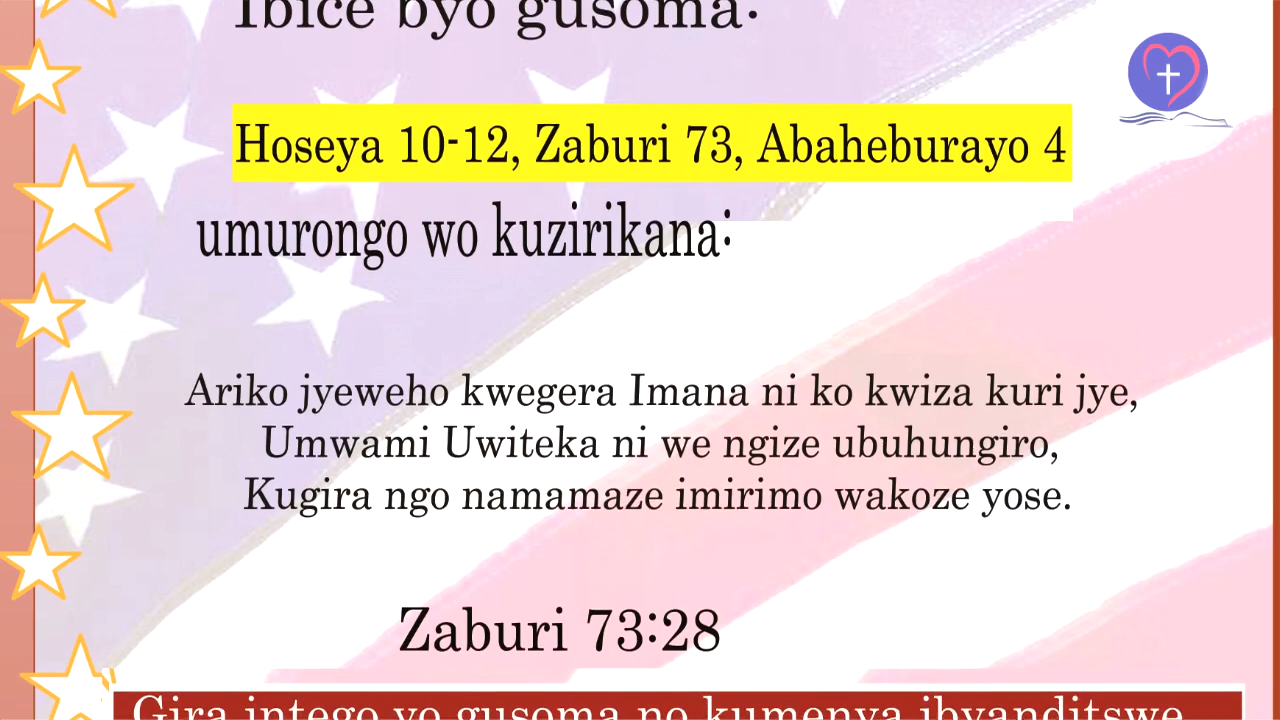 Ibice byo gusoma:
Hoseya 10-12, Zaburi 73, Abaheburayo 4
umurongo wo kuzirikana:
Ariko jyeweho kwegera Imana ni ko kwiza kuri jye,
Umwami Uwiteka ni we ngize ubuhungiro,
Kugira ngo namamaze imirimo wakoze yose.
Zaburi 73:28
Gira intego yo gusoma no kumenya ibyanditswe